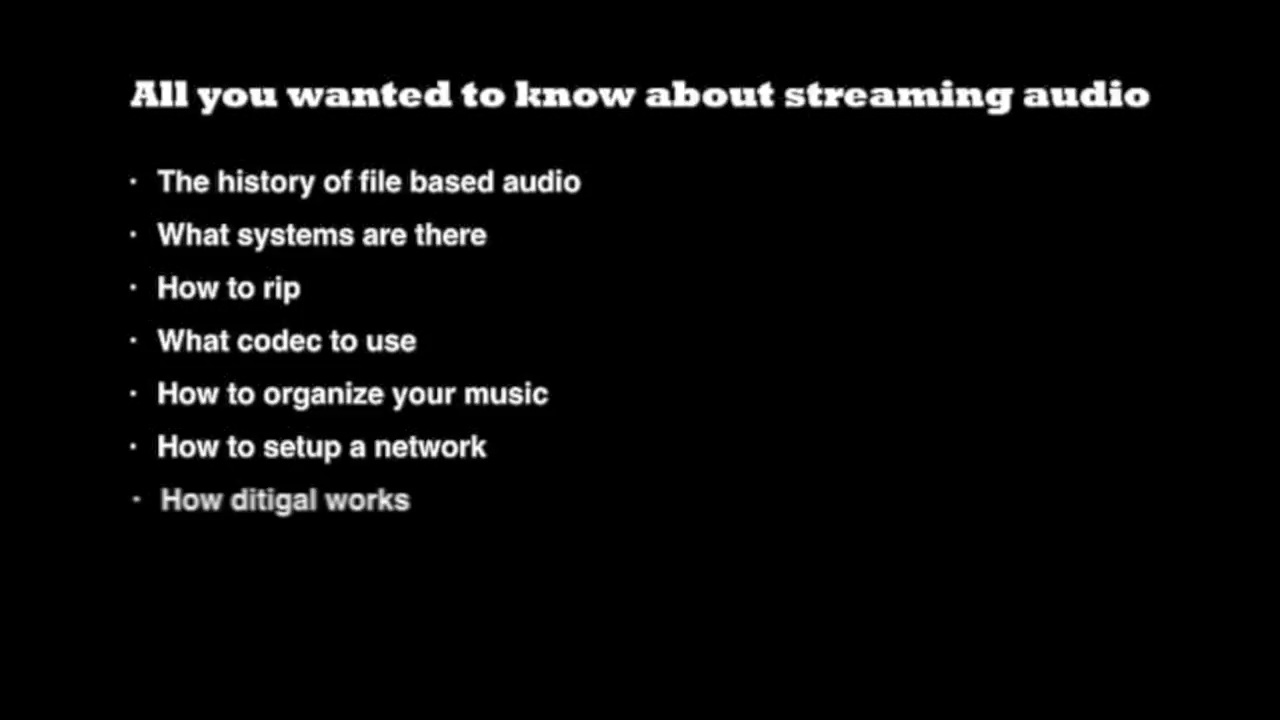 All you wanted to know about streaming audio
· The history of file based audio
· What systems are there
· How to rip
· What codec to use
· How to organize your music
· How to setup a network
· How ditigal works